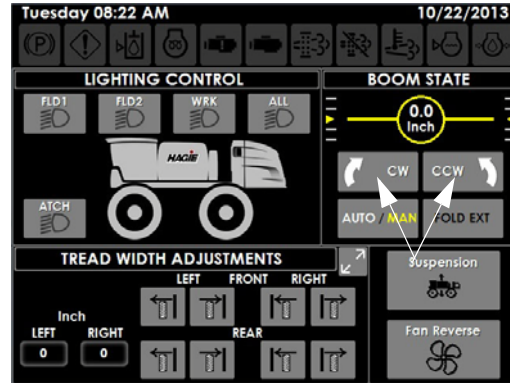 Tuesday 08:22 AM 10/22/2013
(P)
LIGHTING CONTROL
BOOM STATE
FLD1 FLD2 WRK ALL
0.0
Inch
HAGIE
CW CCW
ATCH
AUTO / MAN FOLD EXT
TREAD WIDTH ADJUSTMENTS
Suspension
LEFT FRONT RIGHT
Inch
LEFT RIGHT
REAR
0 0
Fan Reverse